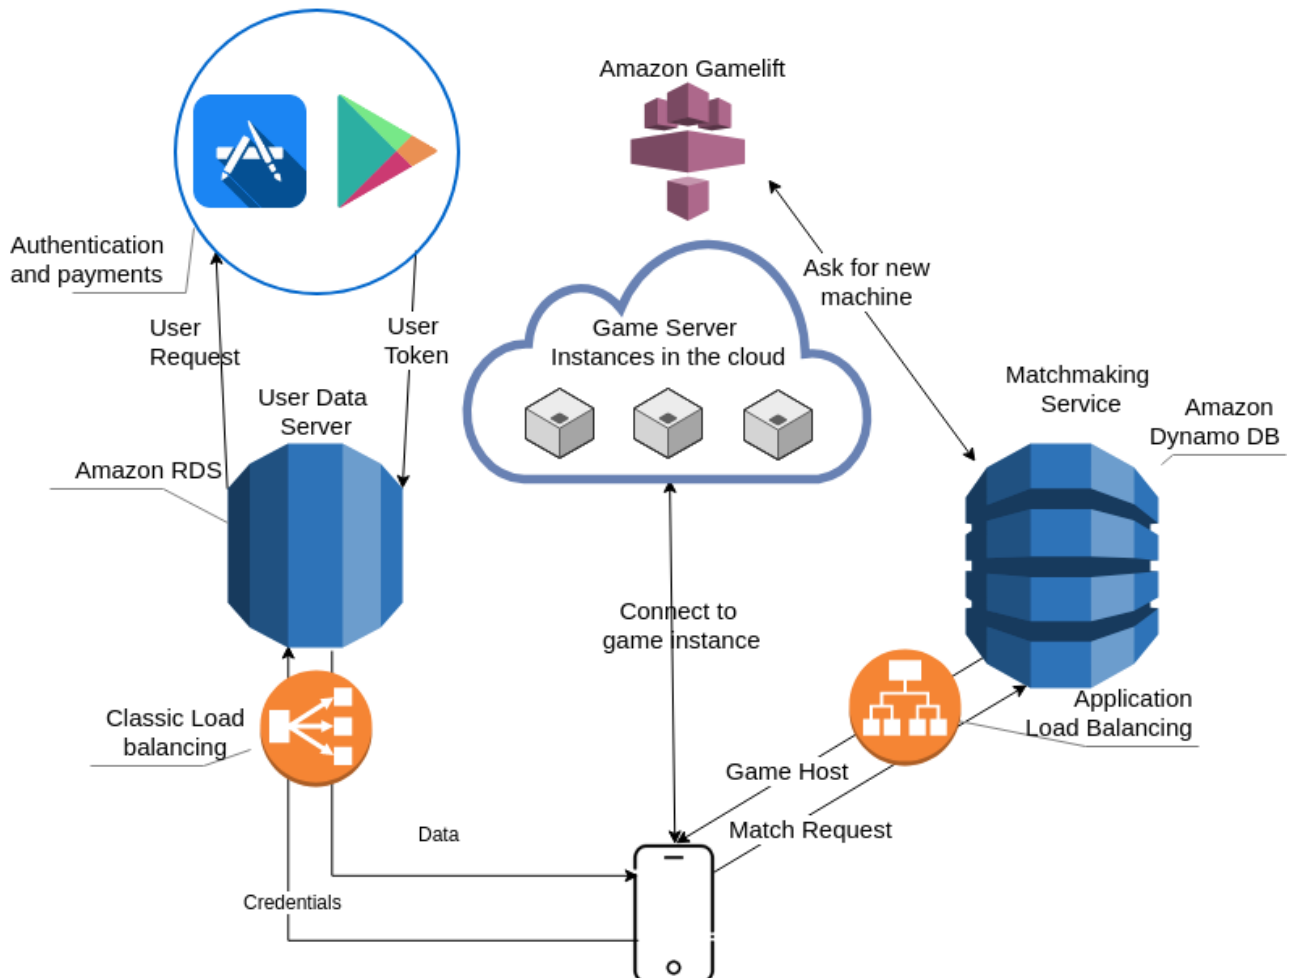 Amazon Gamelift
Authentication
and payments
User
Request
User
Token
Ask for new
machine
Game Server
Instances in the cloud
User Data
Server
Amazon RDS
Matchmaking
Service
Amazon
Dynamo DB
Connect to
game instance
Classic Load
balancing
Application
Load Balancing
Game Host
Match Request
Data
Credentials